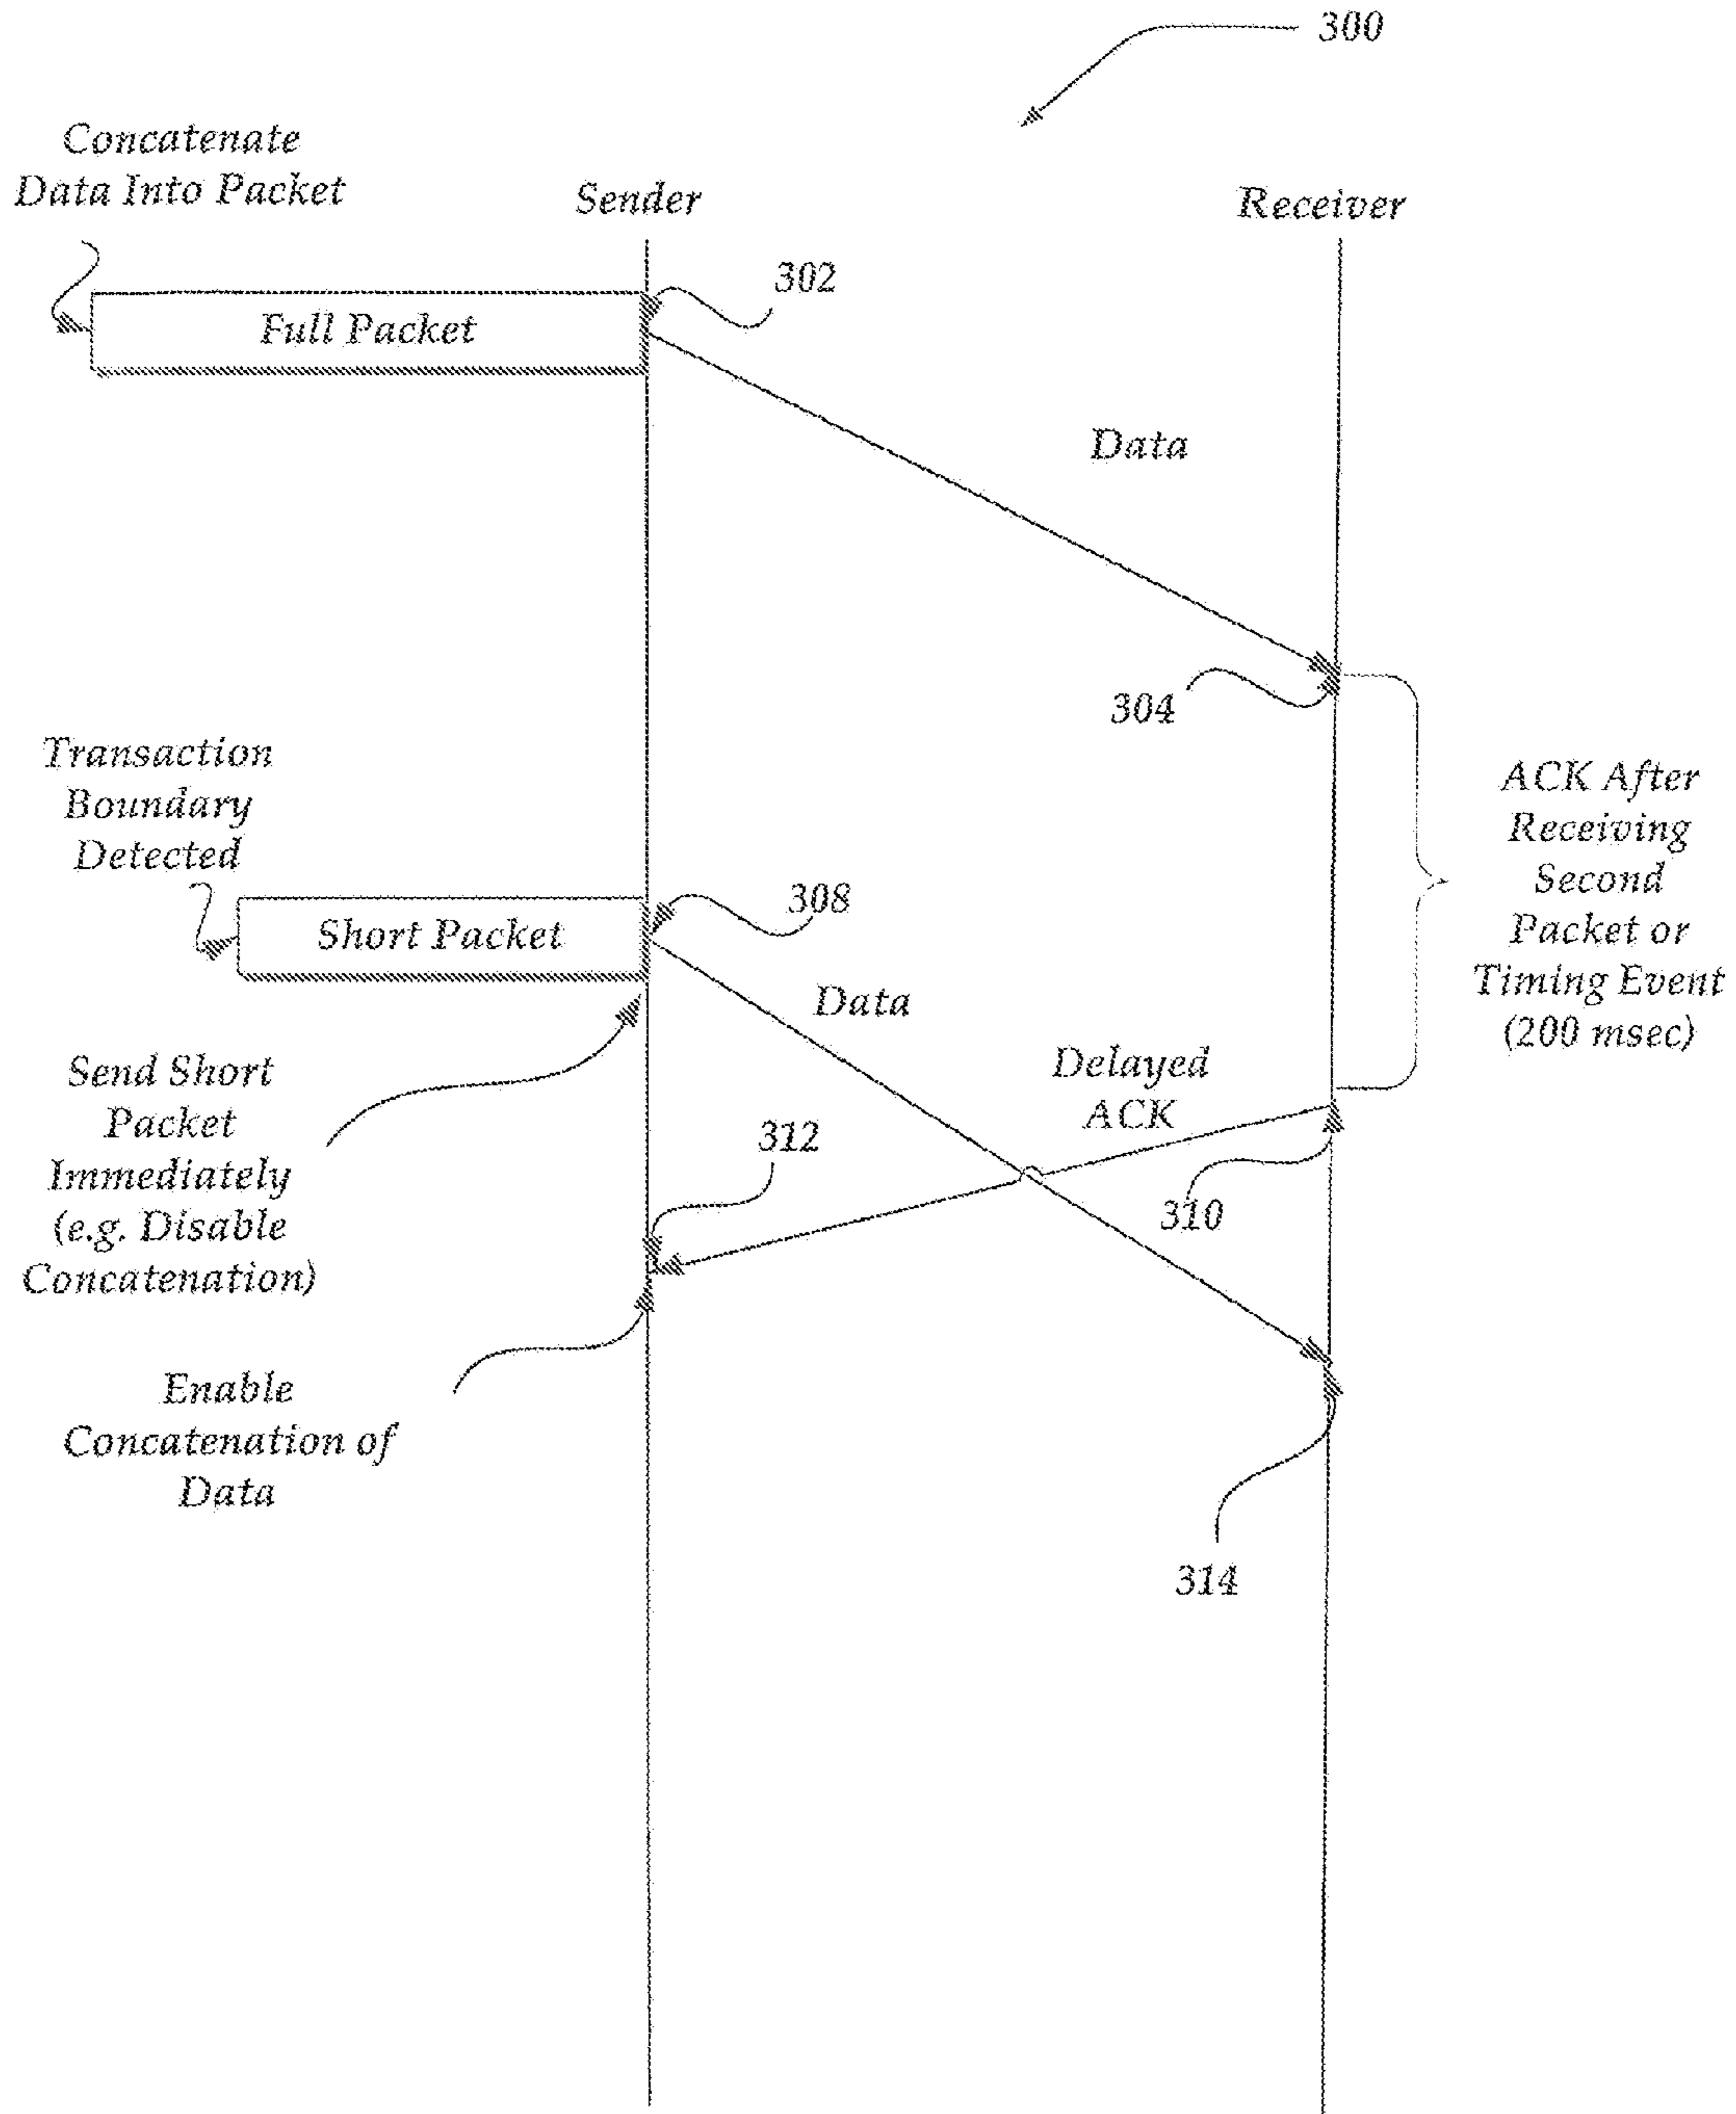 300
Concatenate
Data Into Packet
Sender
Receiver
302
Full Packet
Data
304
Transaction
Boundary
Detected
ACK After
Receiving
Second
Packet or
Timing Event
(200 msec)
308
Short Packet
Data
Send Short
Packet
Immediately
(e.g. Disable
Concatenation)
Delayed
ACK
312
310
Enable
Concatenation of
Data
314